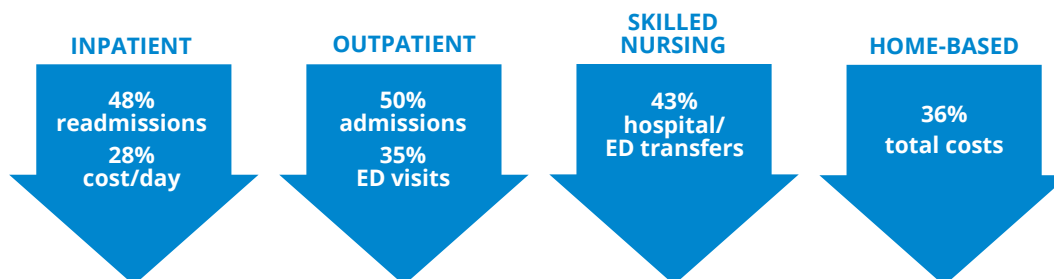 INPATIENT
48%
readmissions
28%
cost/day
OUTPATIENT
50%
admissions
35%
ED visits
SKILLED
NURSING
43%
hospital/
ED transfers
HOME-BASED
36%
total costs